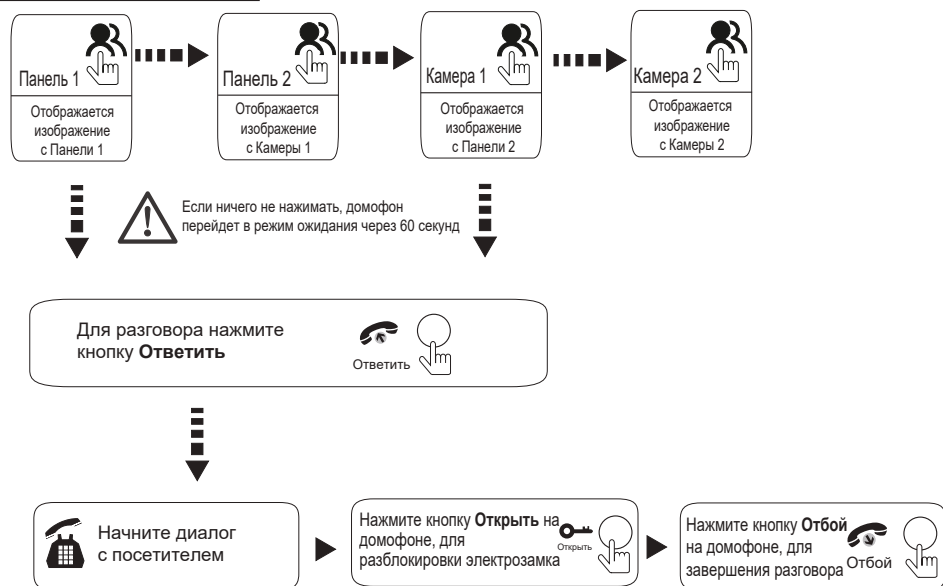 Панель 1
Отображается
изображение
с Панели 1
Панель 2
Отображается
изображение
с Камеры 1
Камера 1
Отображается
изображение
с Панели 2
Камера 2
Отображается
изображение
с Камеры 2
Если ничего не нажимать, домофон
перейдет в режим ожидания через 60 секунд
Для разговора нажмите
кнопку Ответить
Ответить
Начните диалог
с посетителем
Нажмите кнопку Открыть на
домофоне, для
разблокировки электрозамка
Открыть
Нажмите кнопку Отбой
на домофоне, для
завершения разговора
Отбой